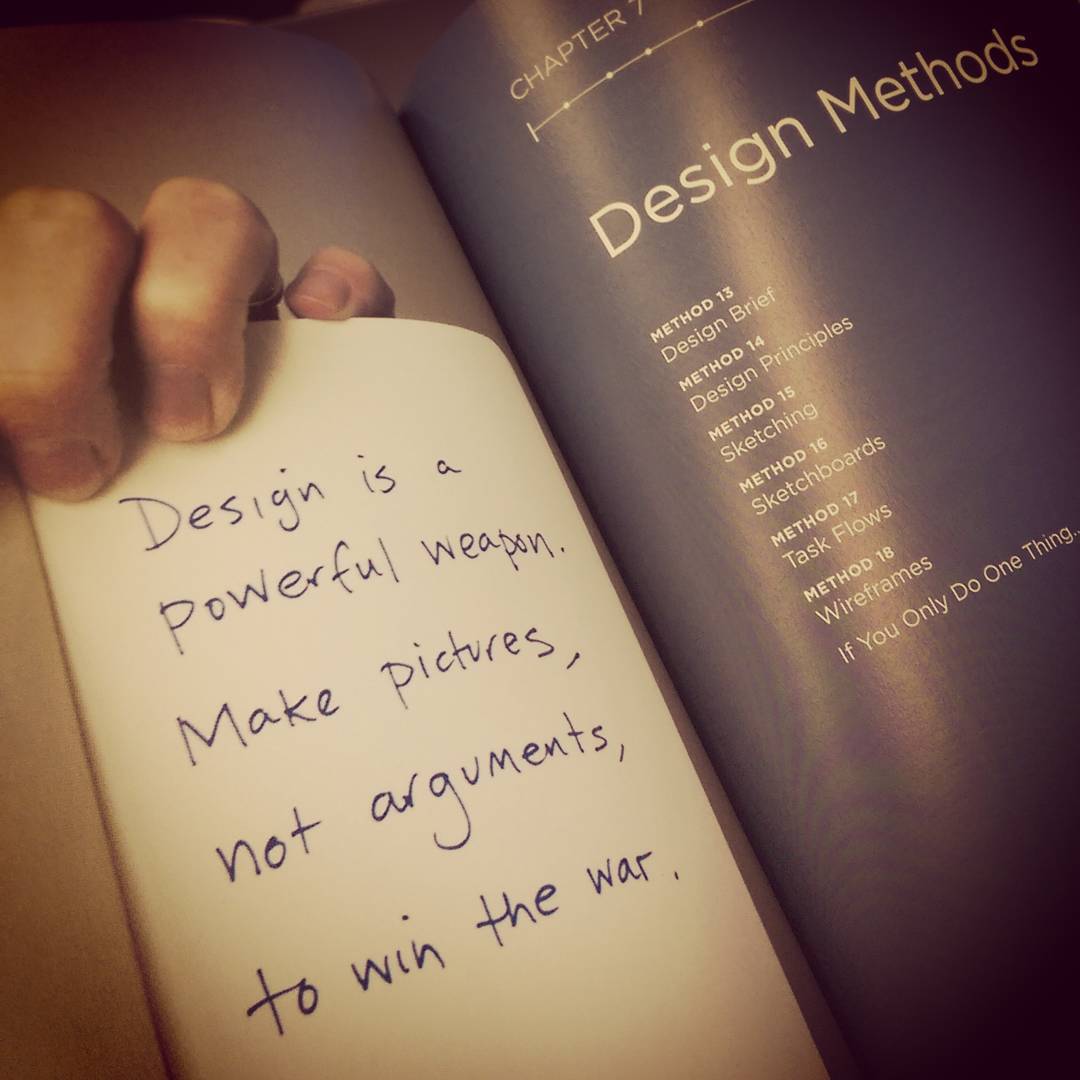 Design is a
powerful weapon.
Make pictures,
not arguments,
to win the war.
CHAPTER 7
Design Methods
METHOD 13
Design Brief
METHOD 14
Design Principles
METHOD 15
Sketching
METHOD 16
Sketchboards
METHOD 17
Task Flows
METHOD 18
Wireframes
If You Only Do One Thing...